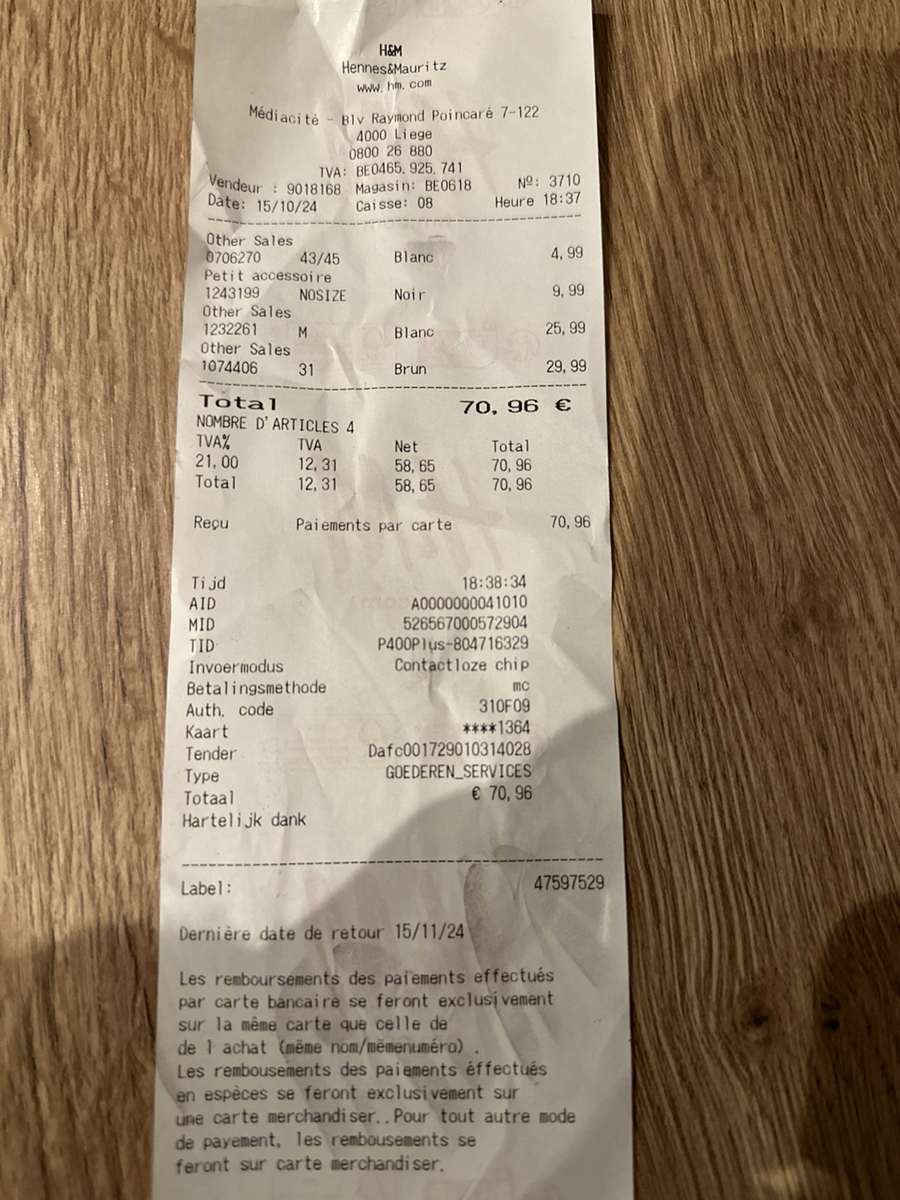 H&M
Hennes&Mauritz
www.hm.com
Médiacité - Blv Raymond Poincaré 7-122
4000 Liege
0800 26 880
TVA: BE0465.925.741
Vendeur : 9018168 Magasin: BE0618 Nº: 3710
Date: 15/10/24 Caisse: 08 Heure 18:37
Other Sales
0706270 43/45 Blanc 4,99
Petit accessoire
1243199 NOSIZE Noir 9,99
Other Sales
1232261 M Blanc 25,99
Other Sales
1074406 31 Brun 29,99
Total 70,96 €
NOMBRE D'ARTICLES 4
TVA% TVA Net Total
21,00 12,31 58,65 70,96
Total 12,31 58,65 70,96
Reçu Paiements par carte 70,96
Tijd 18:38:34
AID A0000000041010
MID 526567000572904
TID P400Plus-804716329
Invoermodus Contactloze chip
Betalingsmethode mc
Auth. code 310F09
Kaart ****1364
Tender Dafc001729010314028
Type GOEDEREN_SERVICES
Totaal € 70,96
Hartelijk dank
Label: 47597529
Dernière date de retour 15/11/24
Les remboursements des paiements effectués
par carte bancaire se feront exclusivement
sur la même carte que celle de
de l achat (même nom/mêmenuméro) .
Les rembousements des paiements éffectués
en espèces se feront exclusivement sur
une carte merchandiser..Pour tout autre mode
de payement, les rembousements se
feront sur carte merchandiser.